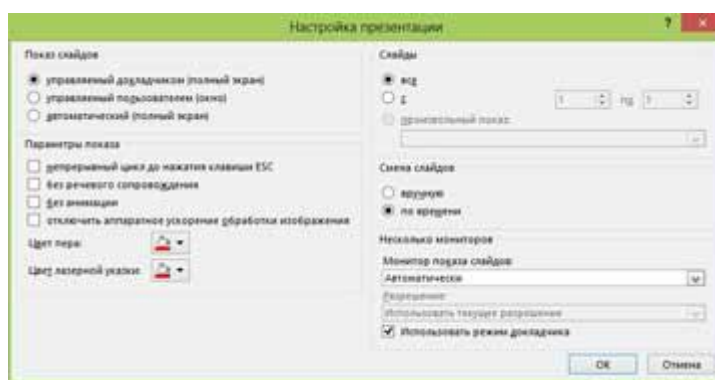 Настройка презентации
?
Показ слайдов
управляемый докладчиком (полный экран)
управляемый пользователем (окно)
автоматический (полный экран)
Параметры показа
непрерывный цикл до нажатия клавиши ESC
без речевого сопровождения
без анимации
отключить аппаратное ускорение обработки изображения
Цвет пера:
Цвет лазерной указки:
Слайды
все
с 1 по
произвольный показ:
Смена слайдов
вручную
по времени
Несколько мониторов
Монитор показа слайдов:
Автоматически
Разрешение:
Использовать текущее разрешение
Использовать режим докладчика
ОК Отмена